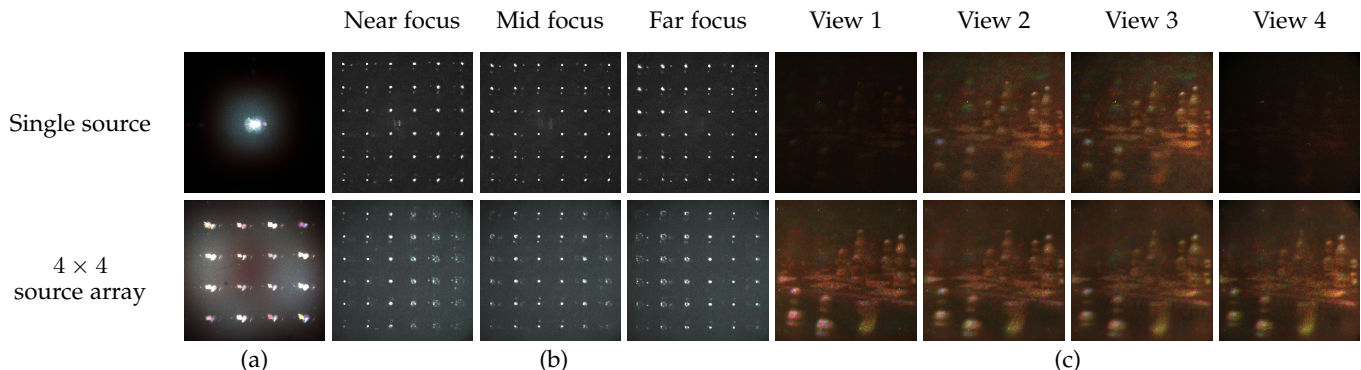 Near focus Mid focus Far focus View 1 View 2 View 3 View 4
Single source
4 × 4
source array
(a) (b) (c)